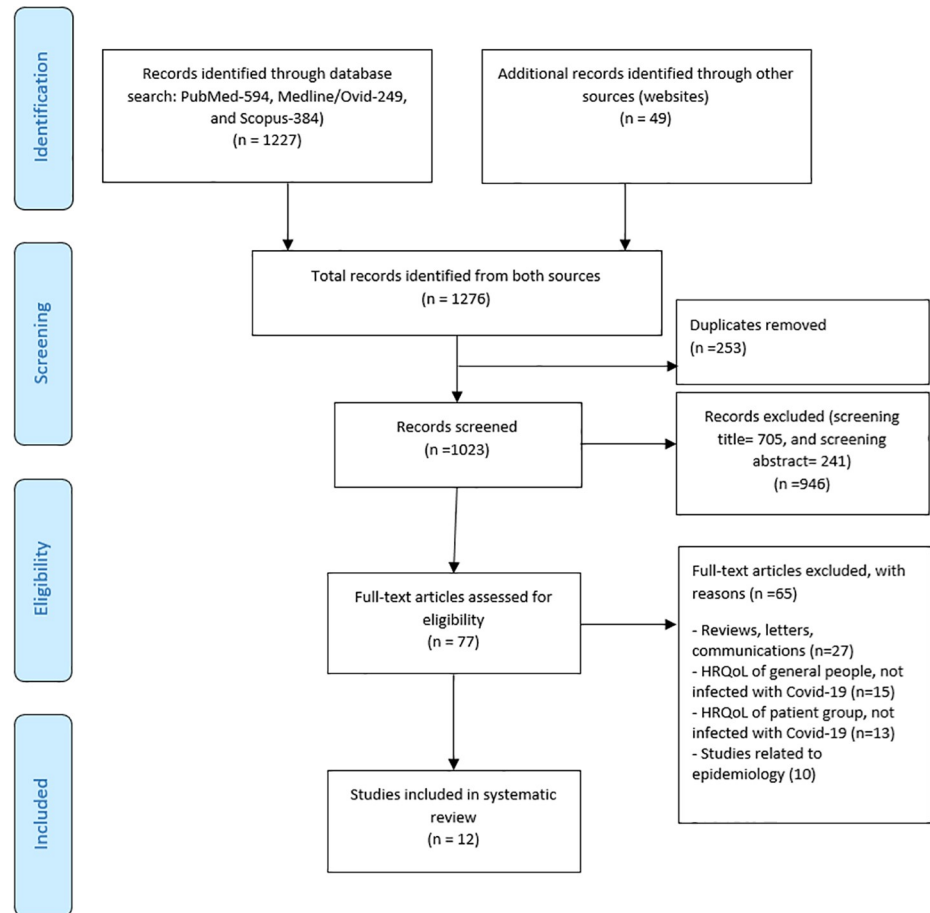 Identification
Records identified through database
search: PubMed-594, Medline/Ovid-249,
and Scopus-384)
(n = 1227)
Additional records identified through other
sources (websites)
(n = 49)
Screening
Total records identified from both sources
(n = 1276)
Duplicates removed
(n =253)
Records screened
(n =1023)
Records excluded (screening
title= 705, and screening
abstract= 241)
(n =946)
Eligibility
Full-text articles assessed for
eligibility
(n = 77)
Full-text articles excluded, with
reasons (n =65)
- Reviews, letters,
communications (n=27)
- HRQoL of general people, not
infected with Covid-19 (n=15)
- HRQoL of patient group, not
infected with Covid-19 (n=13)
- Studies related to
epidemiology (10)
Included
Studies included in systematic
review
(n = 12)